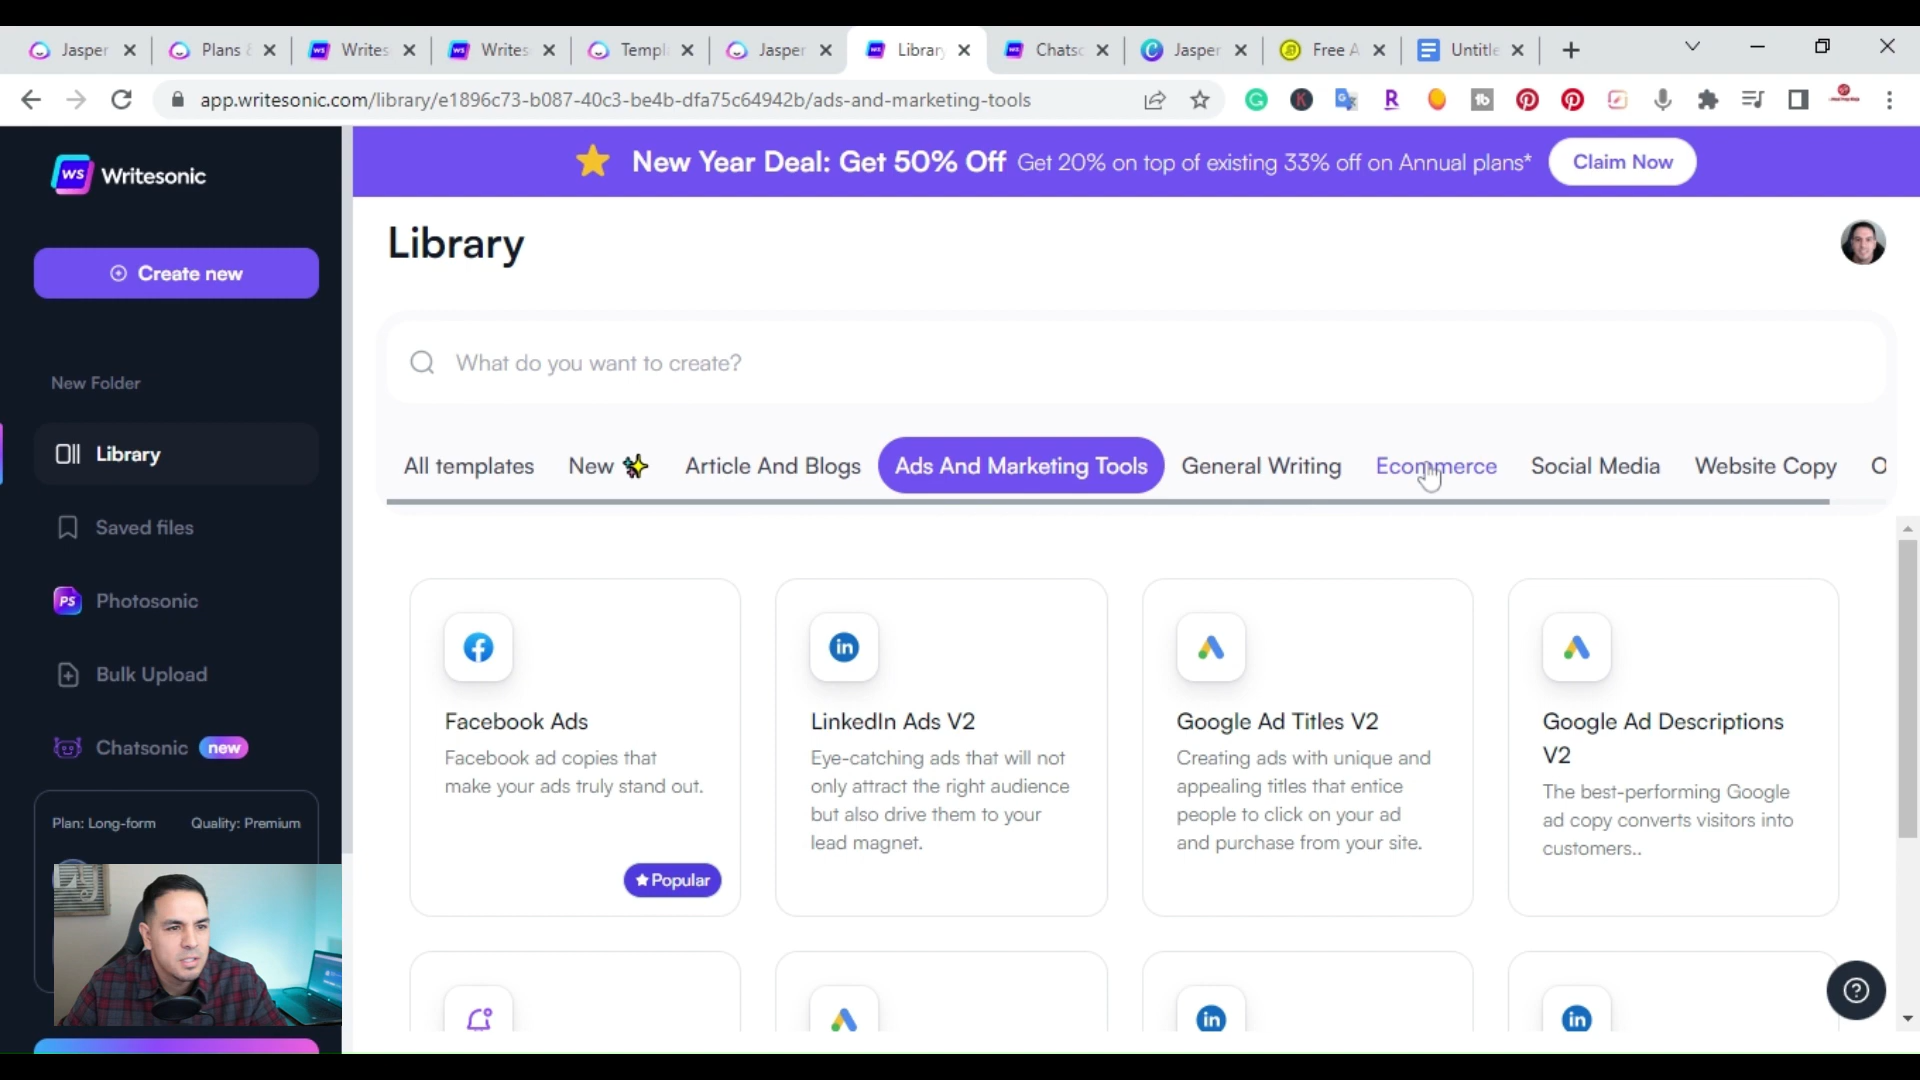 Jasper
Plans
Writes
Writes
Templ
Jasper
Library
Chatso
Jasper
Free A
Untitle
app.writesonic.com/library/e1896c73-b087-40c3-be4b-dfa75c64942b/ads-and-marketing-tools
WS Writesonic
New Year Deal: Get 50% Off Get 20% on top of existing 33% off on Annual plans* Claim Now
Library
Create new
What do you want to create?
New Folder
Library
All templates New Article And Blogs Ads And Marketing Tools General Writing Ecommerce Social Media Website Copy O
Saved files
PS Photosonic
Bulk Upload
Chatsonic new
Plan: Long-form Quality: Premium
Facebook Ads
Facebook ad copies that
make your ads truly stand out.
Popular
in
LinkedIn Ads V2
Eye-catching ads that will not
only attract the right audience
but also drive them to your
lead magnet.
Google Ad Titles V2
Creating ads with unique and
appealing titles that entice
people to click on your ad
and purchase from your site.
Google Ad Descriptions
V2
The best-performing Google
ad copy converts visitors into
customers..
in
in